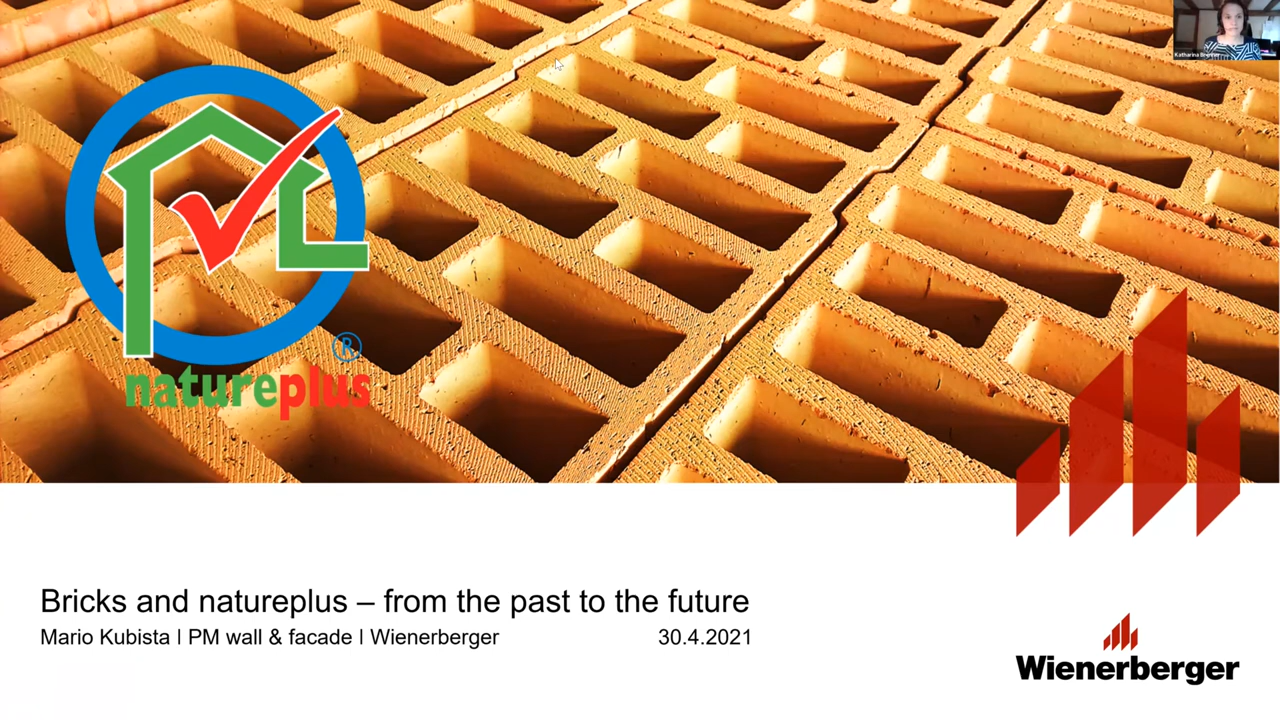 Katharina
natureplus
®
Bricks and natureplus – from the past to the future
Mario Kubista | PM wall & facade | Wienerberger
30.4.2021
Wienerberger